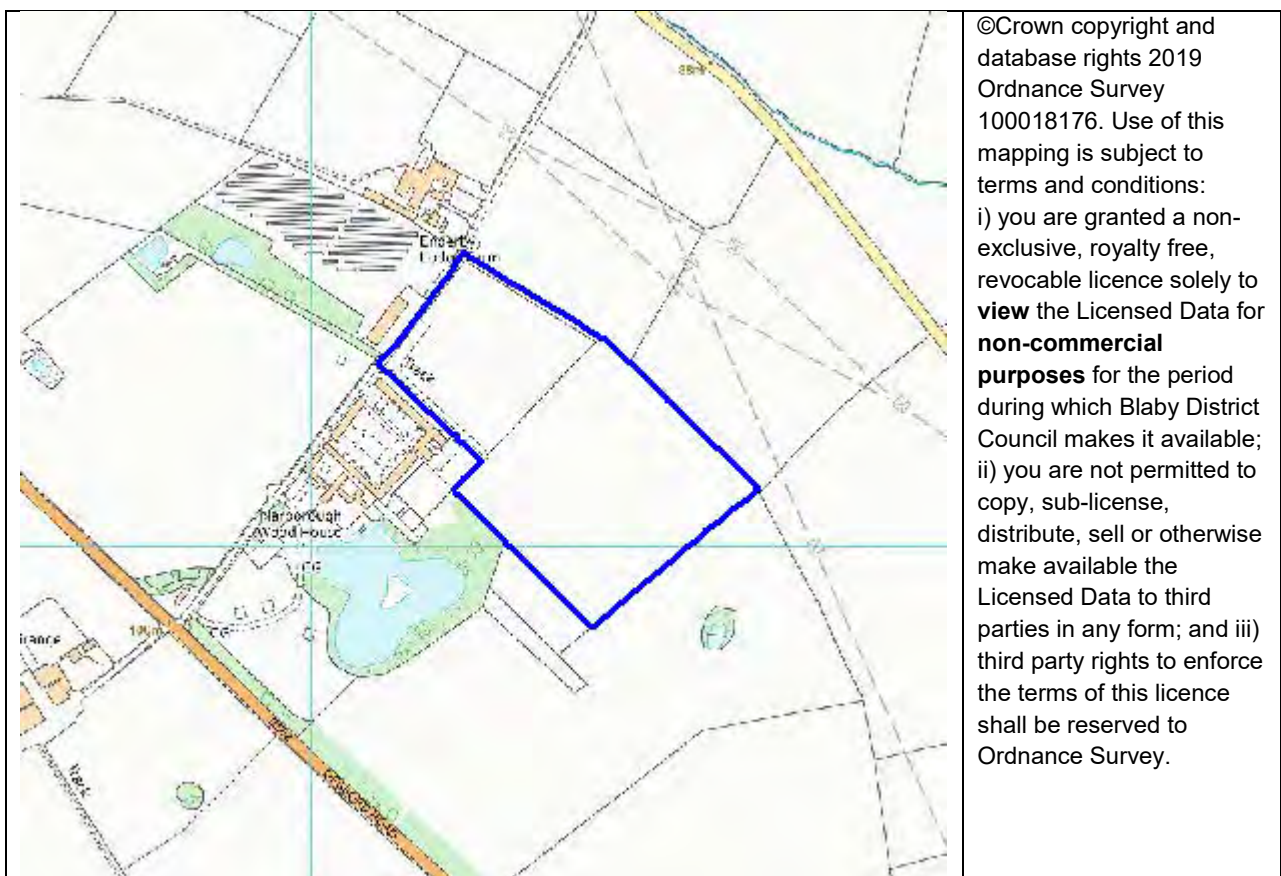 Narborough
Wood House
Track
©Crown copyright and
database rights 2019
Ordnance Survey
100018176. Use of this
mapping is subject to
terms and conditions:
i) you are granted a non-
exclusive, royalty free,
revocable licence solely to
view the Licensed Data for
non-commercial
purposes for the period
during which Blaby District
Council makes it available;
ii) you are not permitted to
copy, sub-license,
distribute, sell or otherwise
make available the
Licensed Data to third
parties in any form; and iii)
third party rights to enforce
the terms of this licence
shall be reserved to
Ordnance Survey.